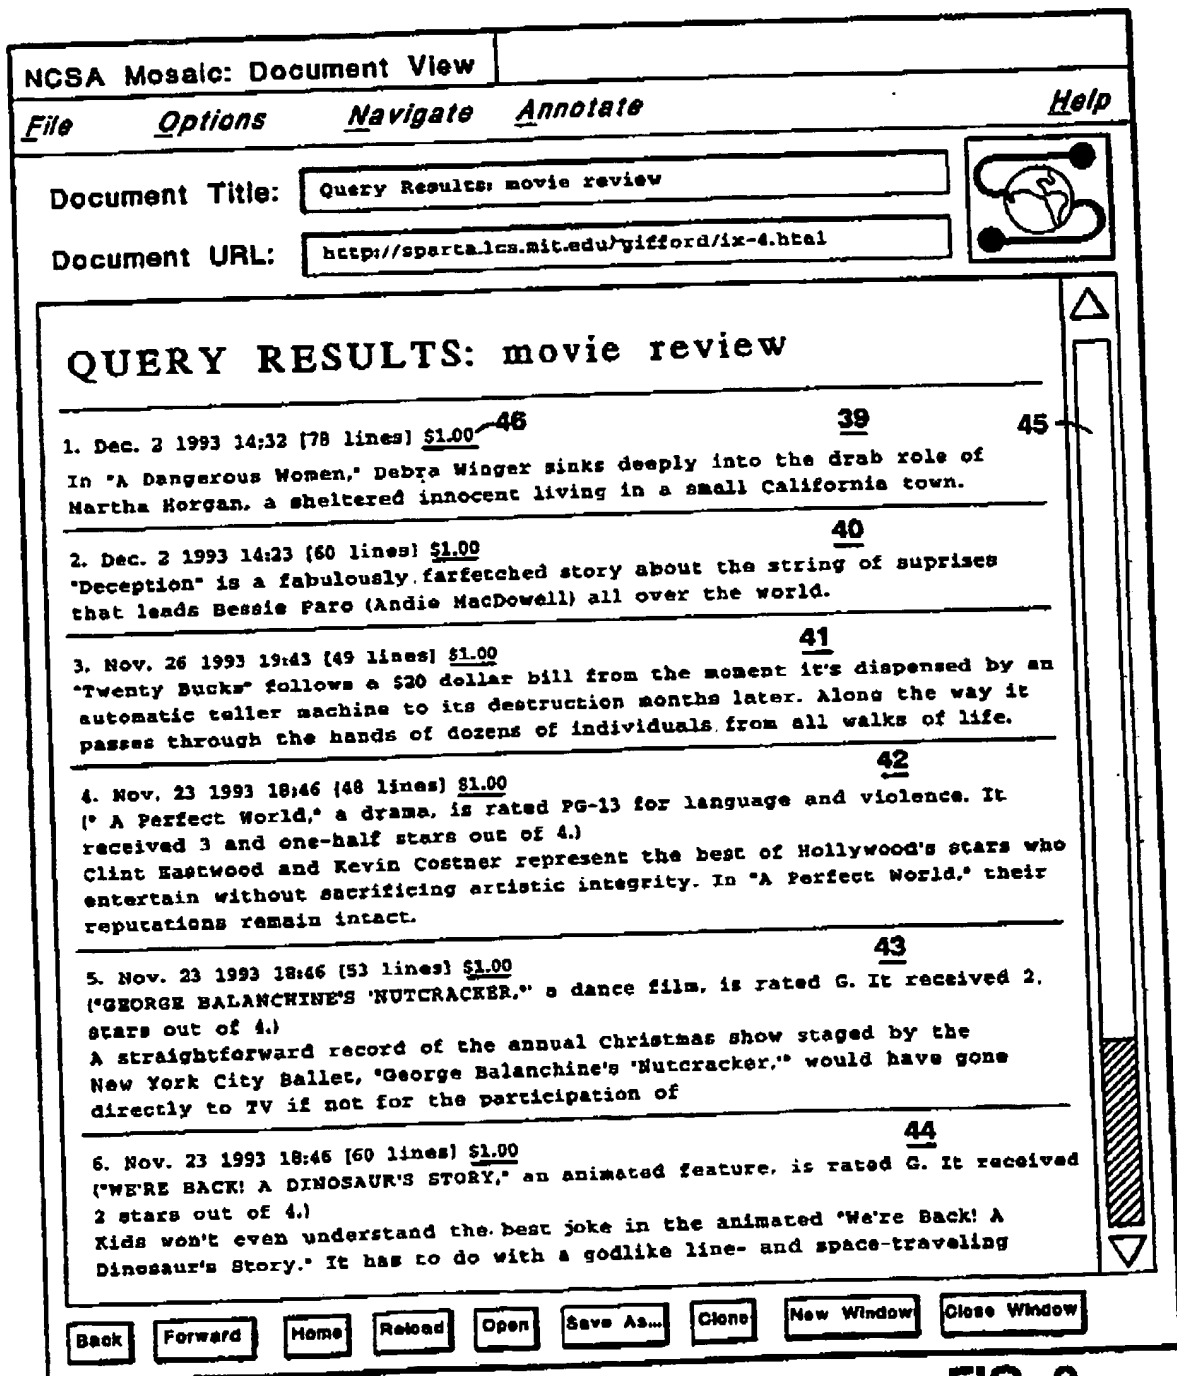 NCSA Mosaic: Document View
File Options Navigate Annotate Help
Document Title: Query Results: movie review
Document URL: http://sparta.lcs.mit.edu/gifford/ix-4.html
QUERY RESULTS: movie review
1. Dec. 2 1993 14:32 [78 lines] $1.00 46 39 45
In "A Dangerous Women," Debra Winger sinks deeply into the drab role of
Martha Horgan, a sheltered innocent living in a small California town.
40
2. Dec. 2 1993 14:23 [60 lines] $1.00
"Deception" is a fabulously farfetched story about the string of suprises
that leads Bessie Faro (Andie MacDowell) all over the world.
41
3. Nov. 26 1993 19:43 [49 lines] $1.00
"Twenty Bucks" follows a $20 dollar bill from the moment it's dispensed by an
automatic teller machine to its destruction months later. Along the way it
passes through the hands of dozens of individuals from all walks of life.
42
4. Nov. 23 1993 18:46 [48 lines] $1.00
(" A Perfect World," a drama, is rated PG-13 for language and violence. It
received 3 and one-half stars out of 4.)
Clint Eastwood and Kevin Costner represent the best of Hollywood's stars who
entertain without sacrificing artistic integrity. In "A Perfect World," their
reputations remain intact.
43
5. Nov. 23 1993 18:46 [53 lines] $1.00
("GEORGE BALANCHINE'S 'NUTCRACKER,'" a dance film, is rated G. It received 2,
stars out of 4.)
A straightforward record of the annual Christmas show staged by the
New York City Ballet, "George Balanchine's 'Nutcracker,'" would have gone
directly to TV if not for the participation of
44
6. Nov. 23 1993 18:46 [60 lines] $1.00
("WE'RE BACK! A DINOSAUR'S STORY," an animated feature, is rated G. It received
2 stars out of 4.)
Kids won't even understand the best joke in the animated "We're Back! A
Dinosaur's Story." It has to do with a godlike line- and space-traveling
Back Forward Home Reload Open Save As... Clone New Window Close Window